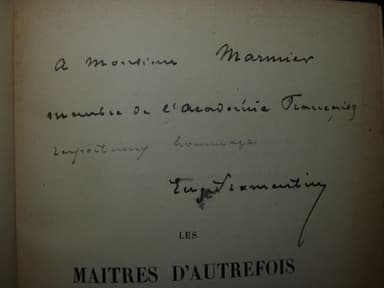 A Monsieur Marmier
membre de l'Académie Française
respectueux hommage
Eug. Fromentin
LES
MAITRES D'AUTREFOIS